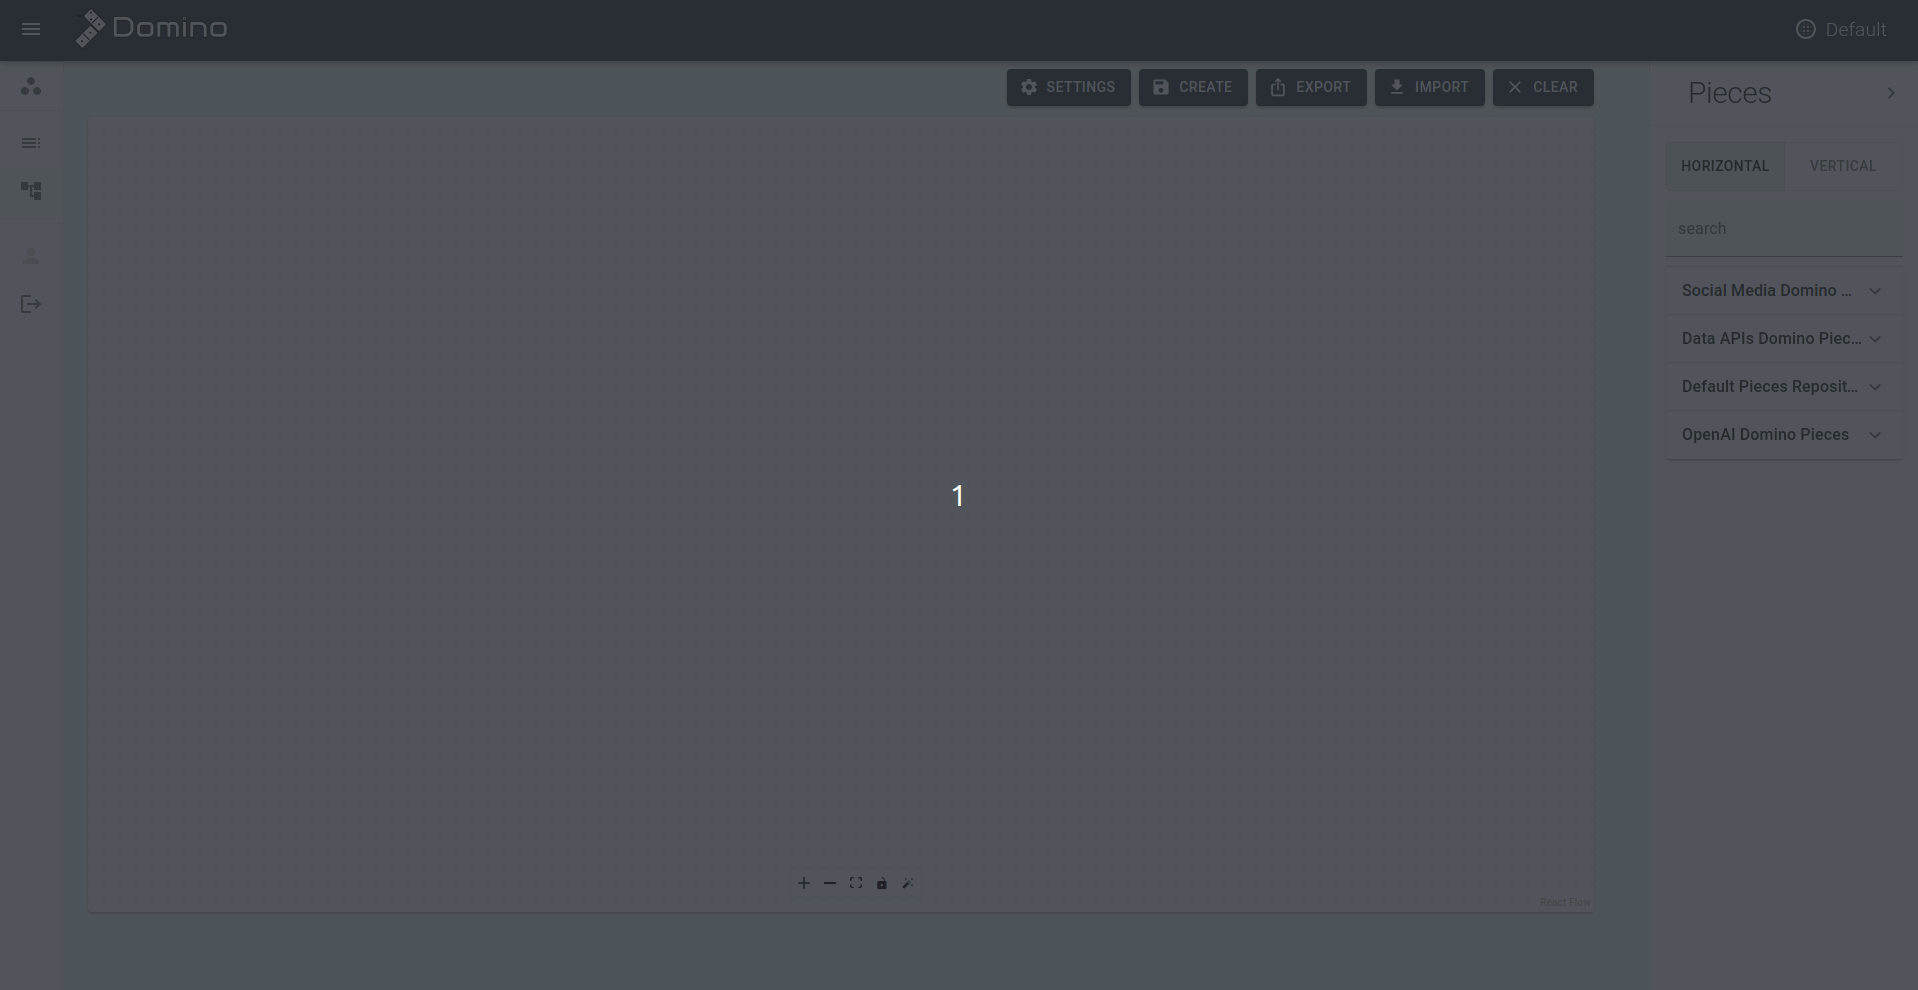 Domino
Default
SETTINGS
CREATE
EXPORT
IMPORT
CLEAR
Pieces
HORIZONTAL
VERTICAL
search
Social Media Domino ...
Data APIs Domino Piec...
Default Pieces Reposit...
OpenAI Domino Pieces
1
React Flow